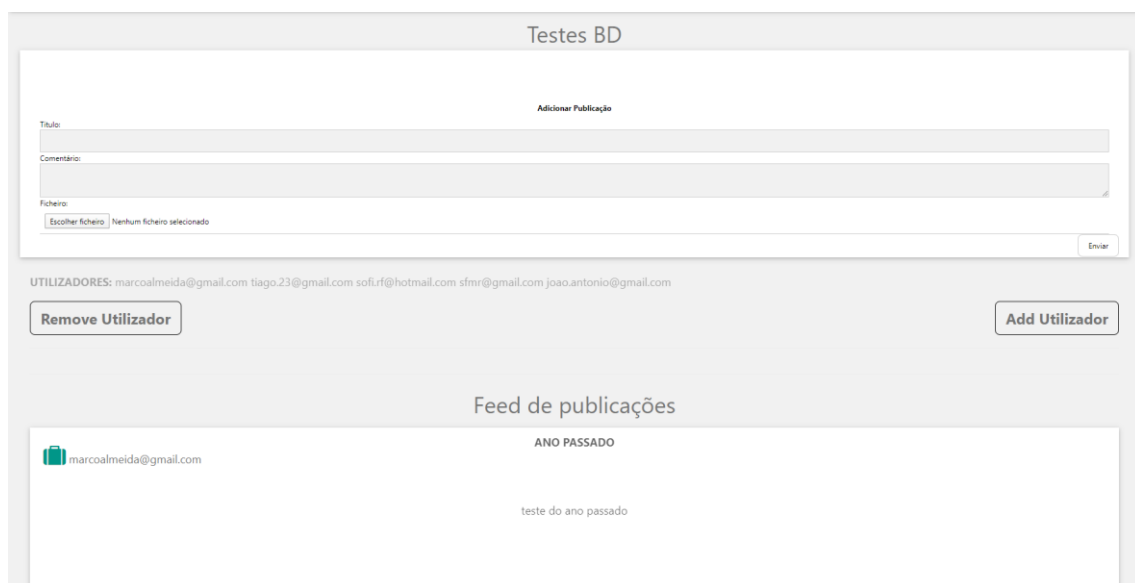 Testes BD
Adicionar Publicação
Titulo:
Comentário:
Ficheiro:
Escolher ficheiro Nenhum ficheiro selecionado
Enviar
UTILIZADORES: marcoalmeida@gmail.com tiago.23@gmail.com sofi.rf@hotmail.com sfmr@gmail.com joao.antonio@gmail.com
Remove Utilizador Add Utilizador
Feed de publicações
ANO PASSADO
marcoalmeida@gmail.com
teste do ano passado